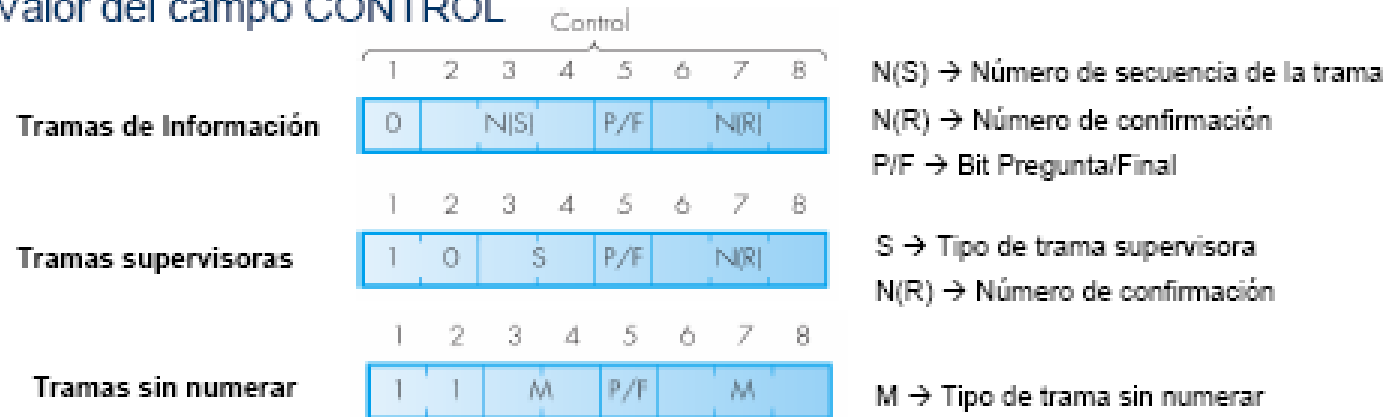 Valor del campo CONTROL
Control
1 2 3 4 5 6 7 8
Tramas de Información
0 N(S) P/F N(R)
N(S) → Número de secuencia de la trama
N(R) → Número de confirmación
P/F → Bit Pregunta/Final
1 2 3 4 5 6 7 8
Tramas supervisoras
1 0 S P/F N(R)
S → Tipo de trama supervisora
N(R) → Número de confirmación
1 2 3 4 5 6 7 8
Tramas sin numerar
1 1 M P/F M
M → Tipo de trama sin numerar